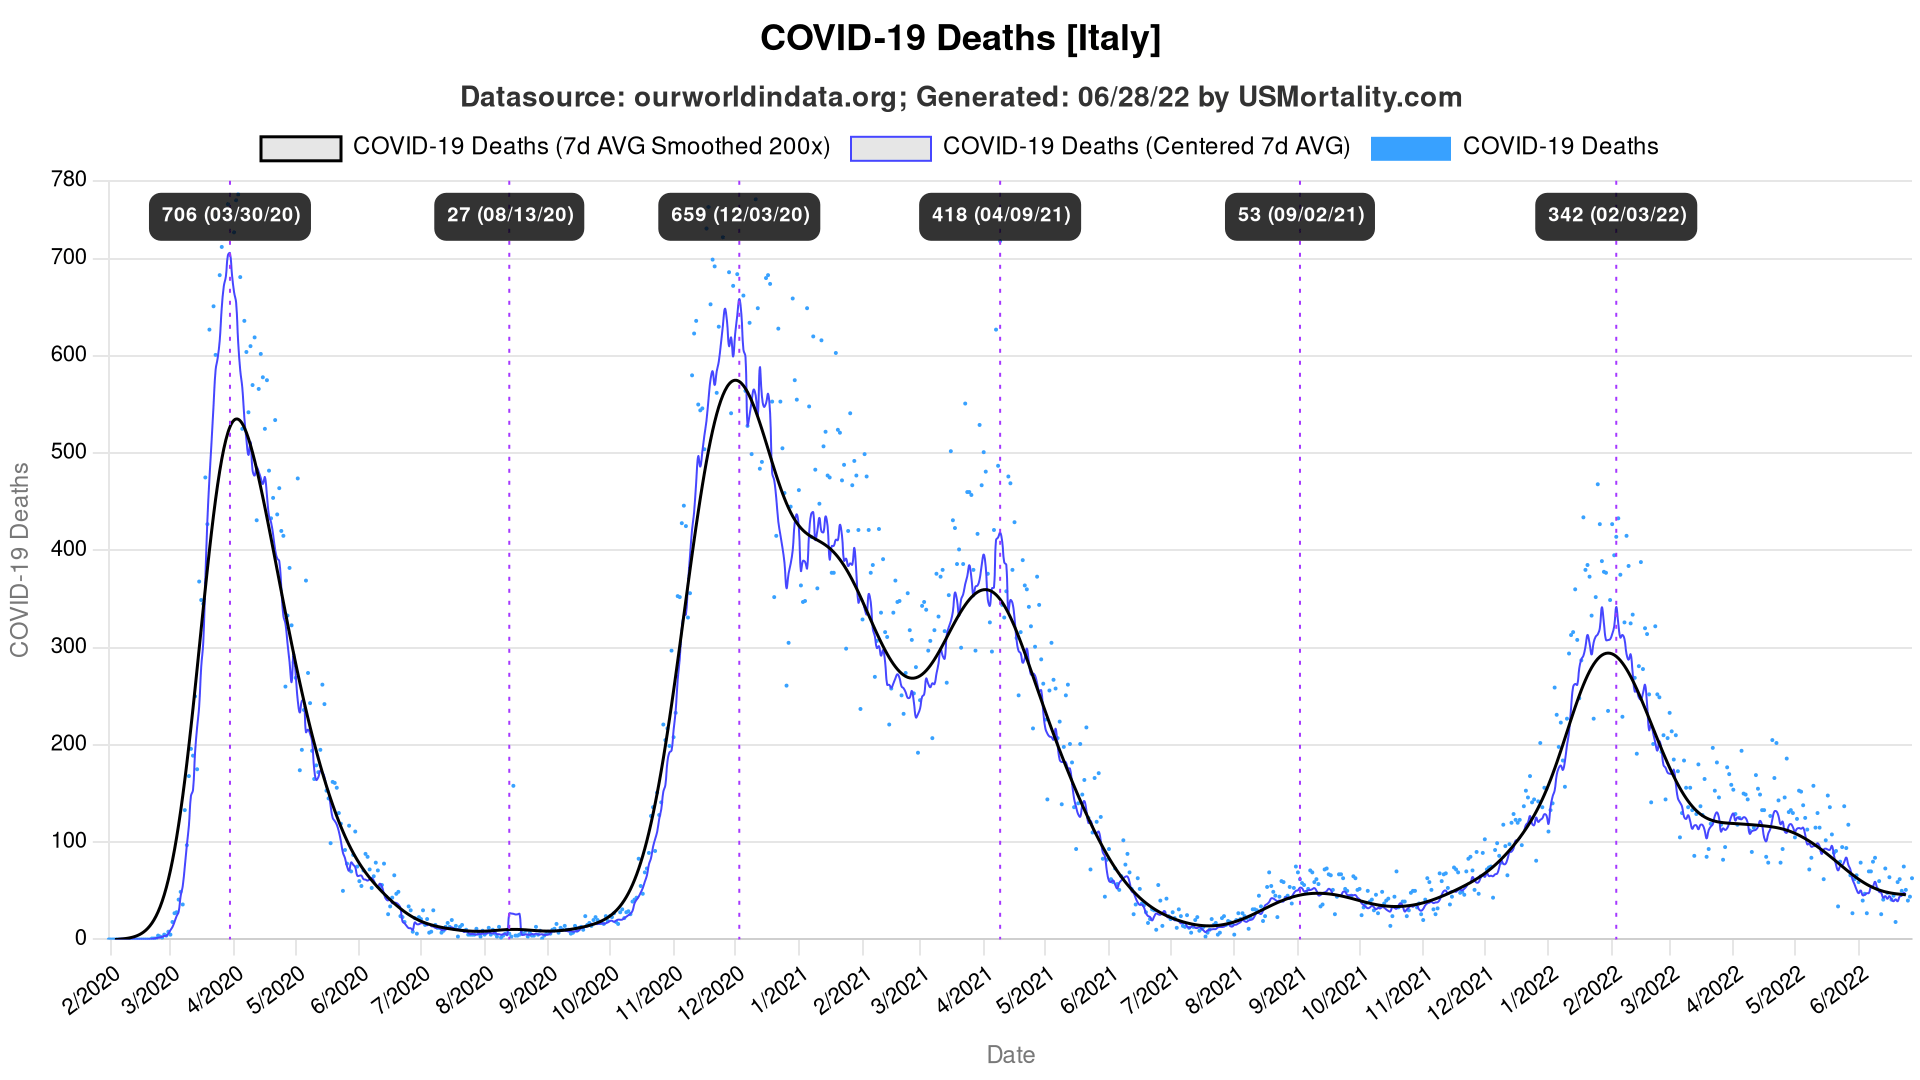 COVID-19 Deaths [Italy]
Datasource: ourworldindata.org; Generated: 06/28/22 by USMortality.com
COVID-19 Deaths (7d AVG Smoothed 200x) COVID-19 Deaths (Centered 7d AVG) COVID-19 Deaths
706 (03/30/20) 27 (08/13/20) 659 (12/03/20) 418 (04/09/21) 53 (09/02/21) 342 (02/03/22)
780
700
600
500
400
300
200
100
0
COVID-19 Deaths
2/2020 3/2020 4/2020 5/2020 6/2020 7/2020 8/2020 9/2020 10/2020 11/2020 12/2020 1/2021 2/2021 3/2021 4/2021 5/2021 6/2021 7/2021 8/2021 9/2021 10/2021 11/2021 12/2021 1/2022 2/2022 3/2022 4/2022 5/2022 6/2022
Date